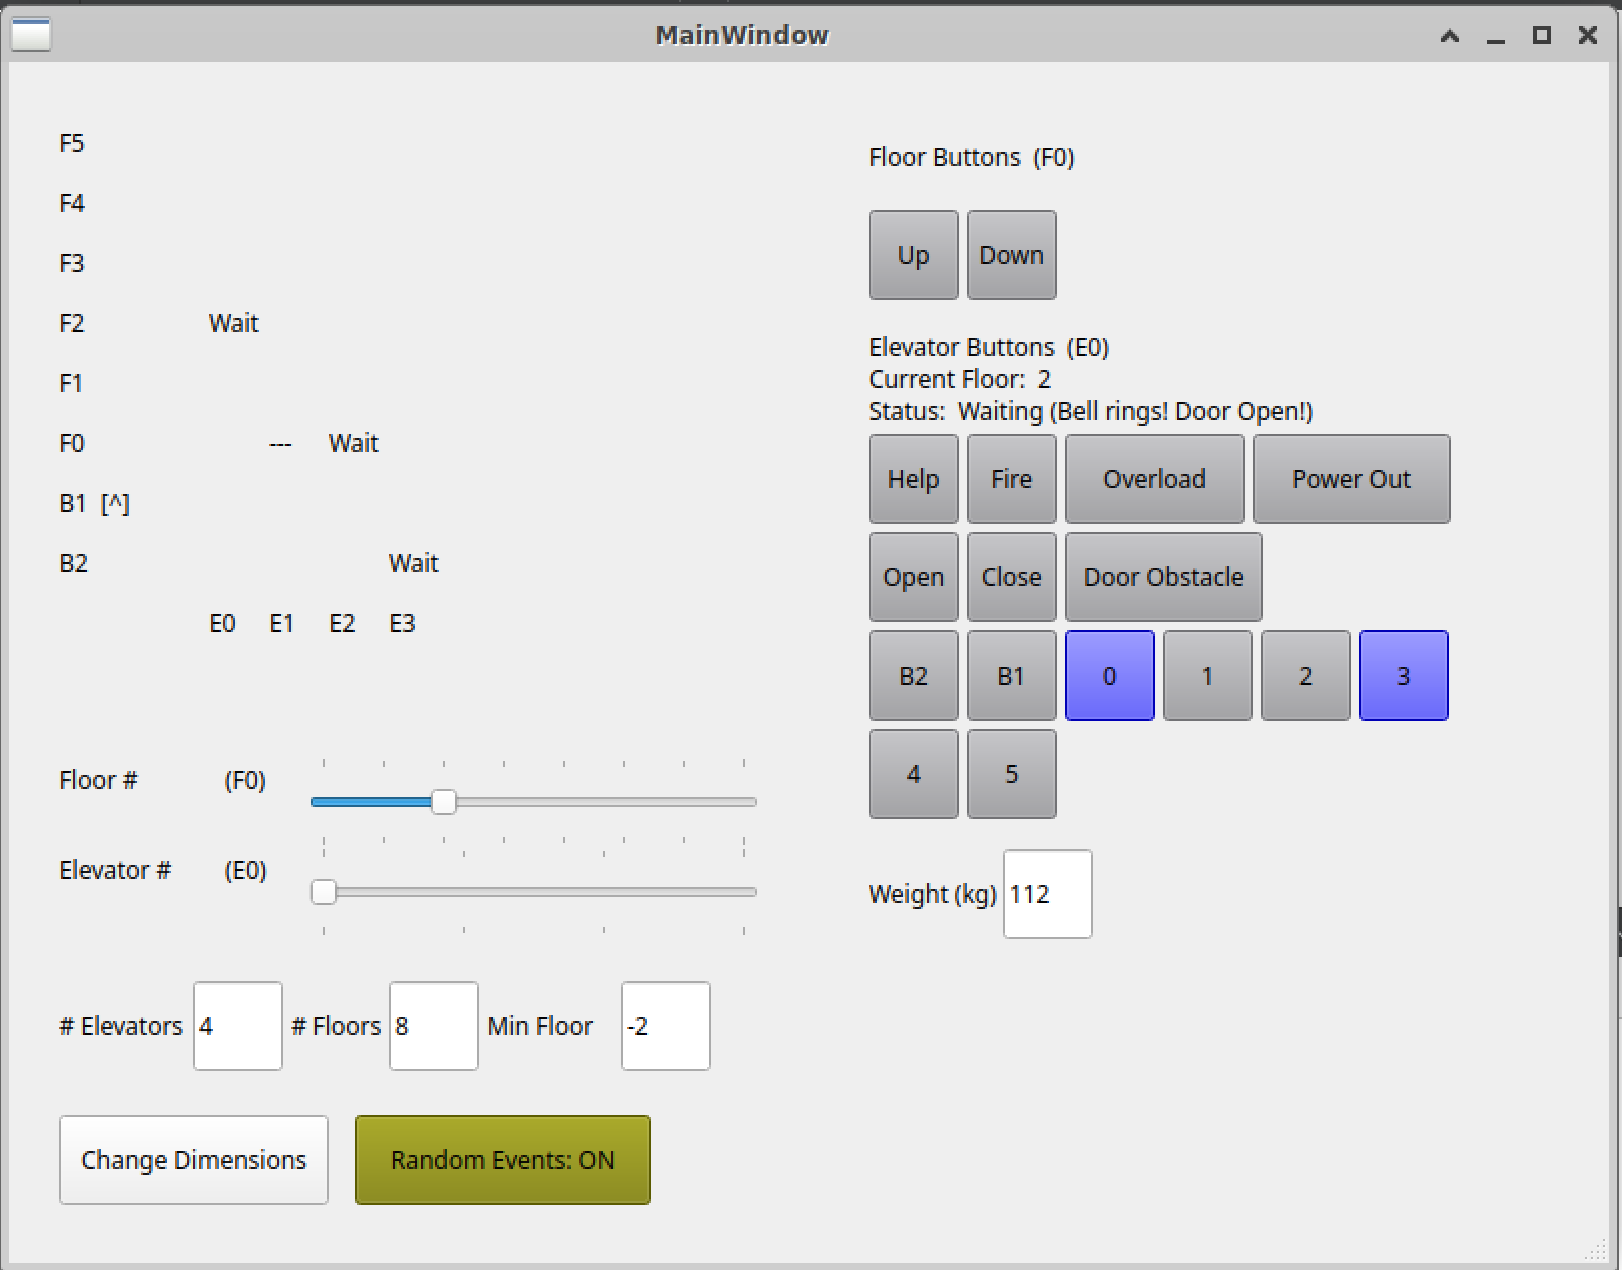 MainWindow
F5
F4
F3
F2 Wait
F1
F0 --- Wait
B1 [^]
B2 Wait
E0 E1 E2 E3
Floor # (F0)
Elevator # (E0)
# Elevators 4 # Floors 8 Min Floor -2
Change Dimensions Random Events: ON
Floor Buttons (F0)
Up Down
Elevator Buttons (E0)
Current Floor: 2
Status: Waiting (Bell rings! Door Open!)
Help Fire Overload Power Out
Open Close Door Obstacle
B2 B1 0 1 2 3
4 5
Weight (kg) 112